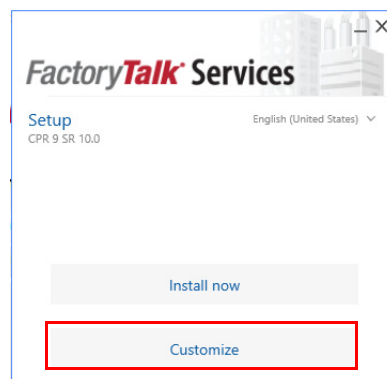 FactoryTalk Services
Setup
English (United States)
CPR 9 SR 10.0
Install now
Customize